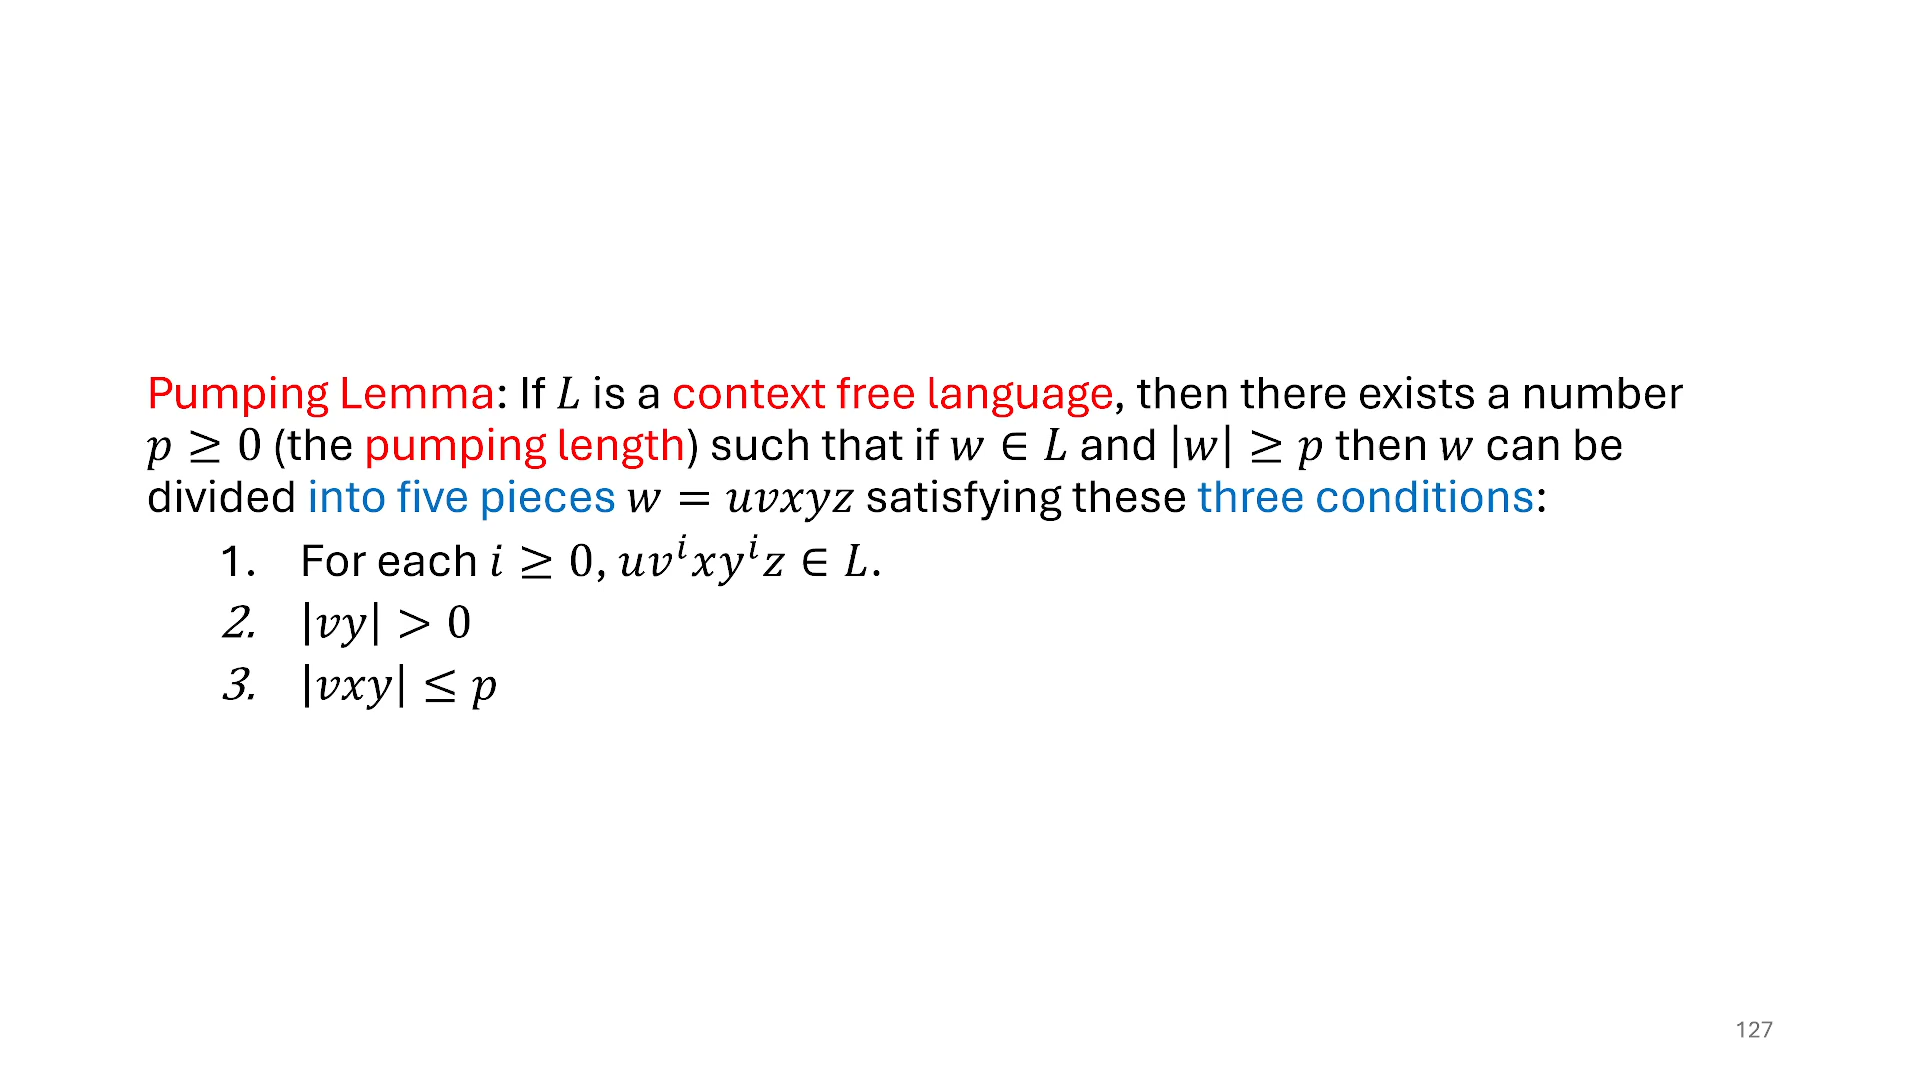 Pumping Lemma: If 𝐿 is a context free language, then there exists a number
𝑝 ≥ 0 (the pumping length) such that if 𝑤 ∈ 𝐿 and |𝑤| ≥ 𝑝 then 𝑤 can be
divided into five pieces 𝑤 = 𝑢𝑣𝑥𝑦𝑧 satisfying these three conditions:
1. For each 𝑖 ≥ 0, 𝑢𝑣ⁱ𝑥𝑦ⁱ𝑧 ∈ 𝐿.
2. |𝑣𝑦| > 0
3. |𝑣𝑥𝑦| ≤ 𝑝
127